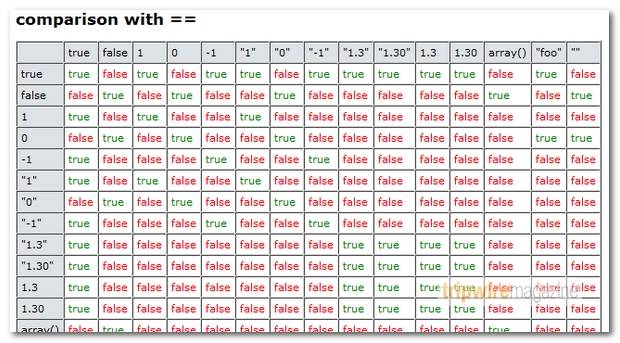 comparison with ==
true false 1 0 -1 "1" "0" "-1" "1.3" "1.30" 1.3 1.30 array() "foo" ""
true true false true false true true false true true true true true false true false
false false true false true false false true false false false false false true false true
1 true false true false false true false false false false false false false false false
0 false true false true false false true false false false false false false true true
-1 true false false false true false false true false false false false false false false
"1" true false true false false true false false false false false false false false false
"0" false true false true false false true false false false false false false false false
"-1" true false false false true false false true false false false false false false false
"1.3" true false false false false false false false true true true true false false false
"1.30" true false false false false false false false true true true true false false false
1.3 true false false false false false false false true true true true false false false
1.30 true false false false false false false false true true true true false false false
tripwiremagazine
array() false true false false false false false false false false false false true false false